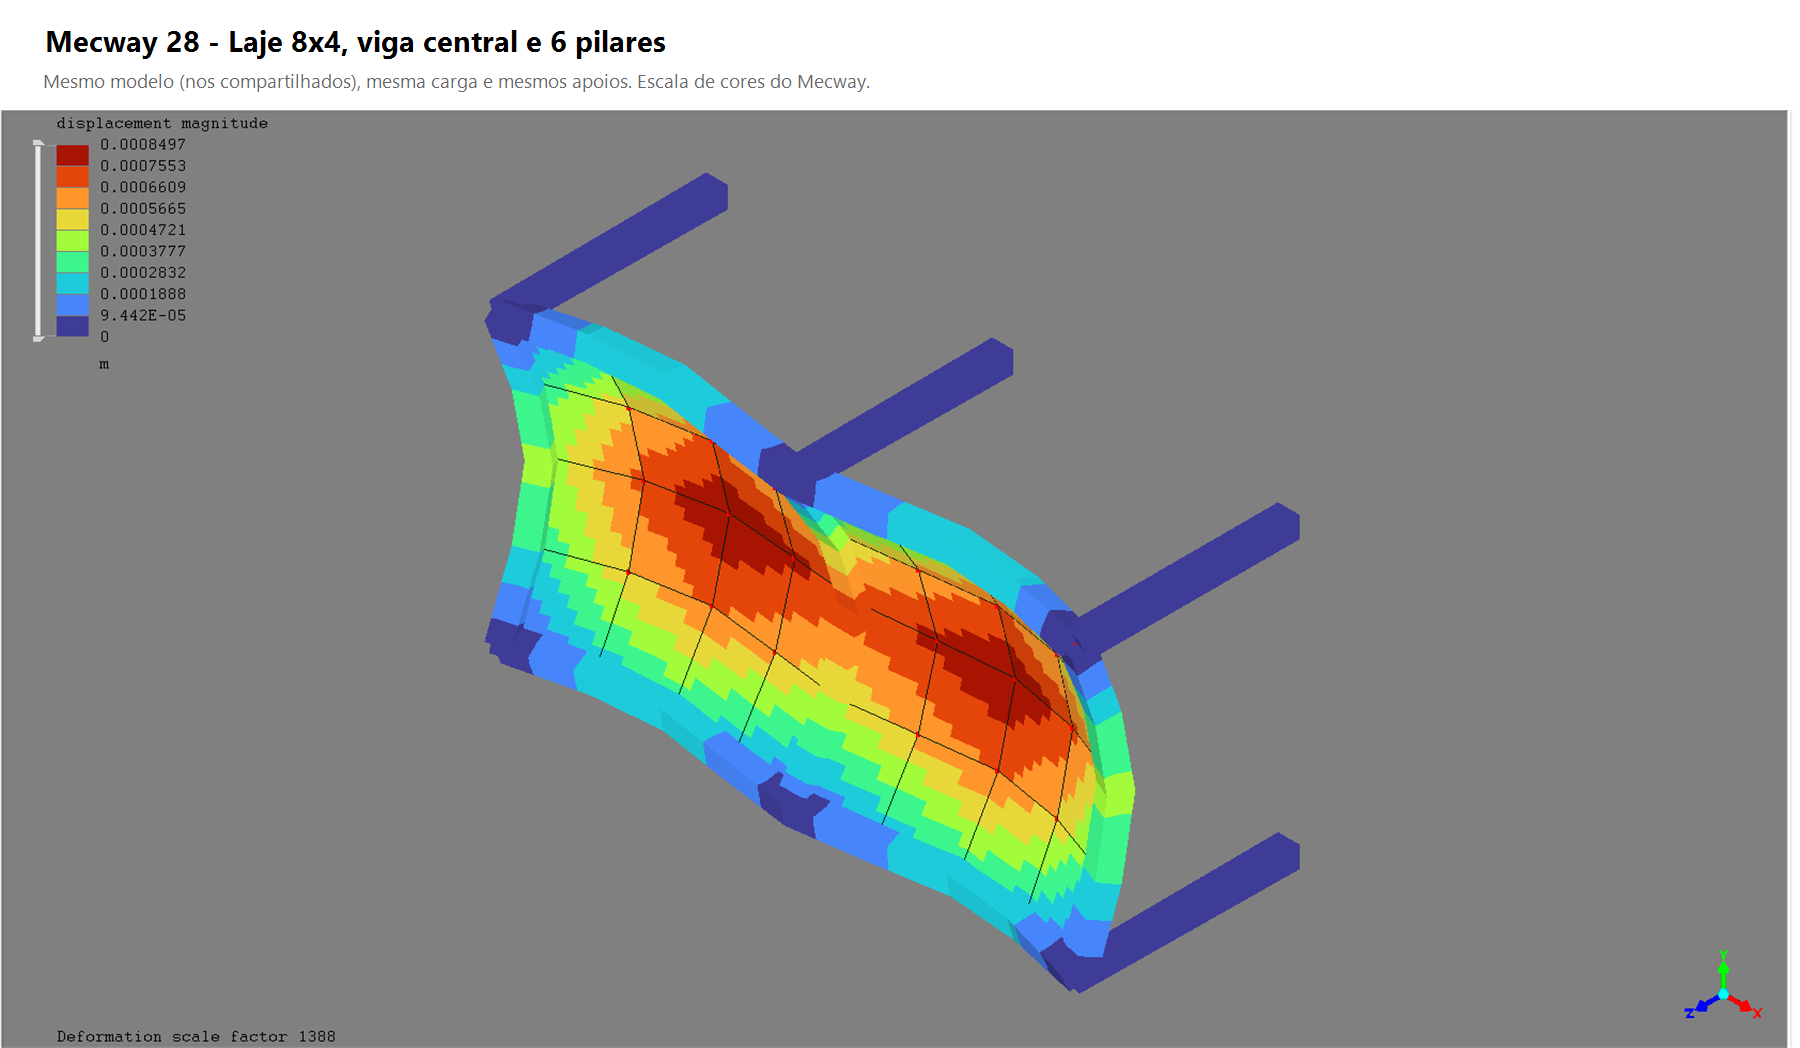 Mecway 28 - Laje 8x4, viga central e 6 pilares
Mesmo modelo (nos compartilhados), mesma carga e mesmos apoios. Escala de cores do Mecway.
displacement magnitude
0.0008497
0.0007553
0.0006609
0.0005665
0.0004721
0.0003777
0.0002832
0.0001888
9.442E-05
0
m
Y
Z
X
Deformation scale factor 1388